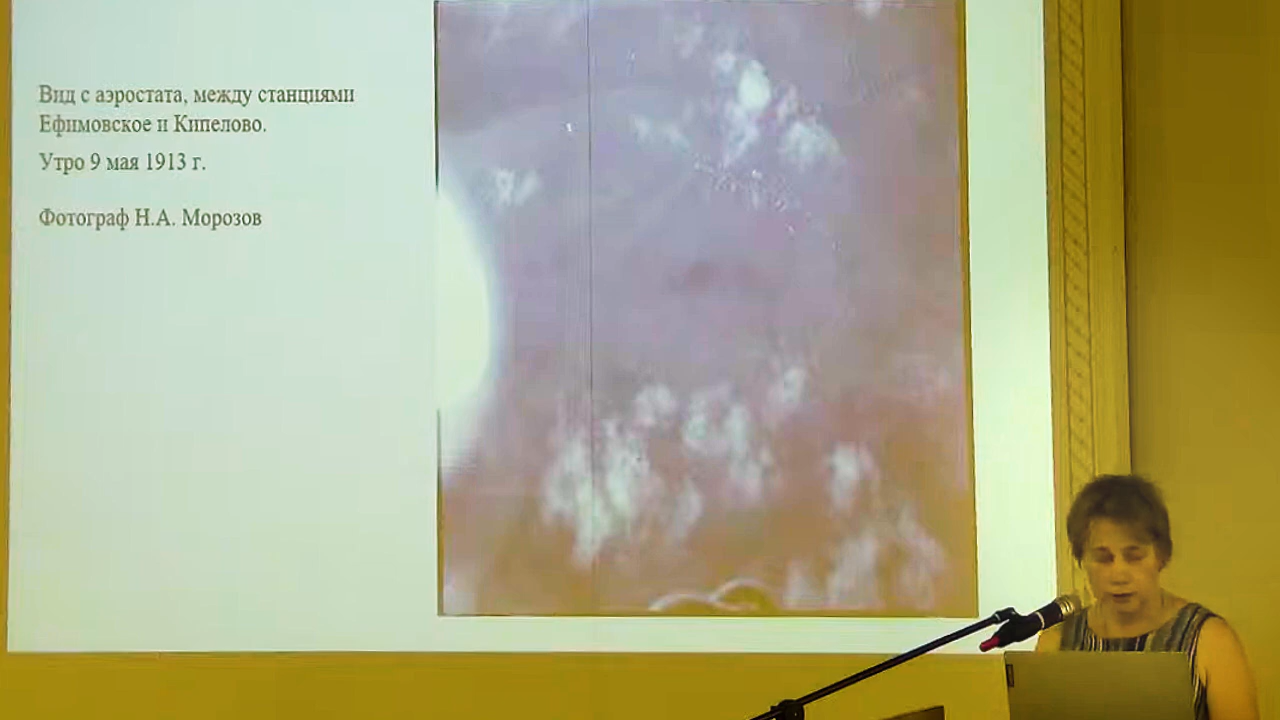 Вид с аэростата, между станциями
Ефимовское и Кипелово.
Утро 9 мая 1913 г.
Фотограф Н.А. Морозов